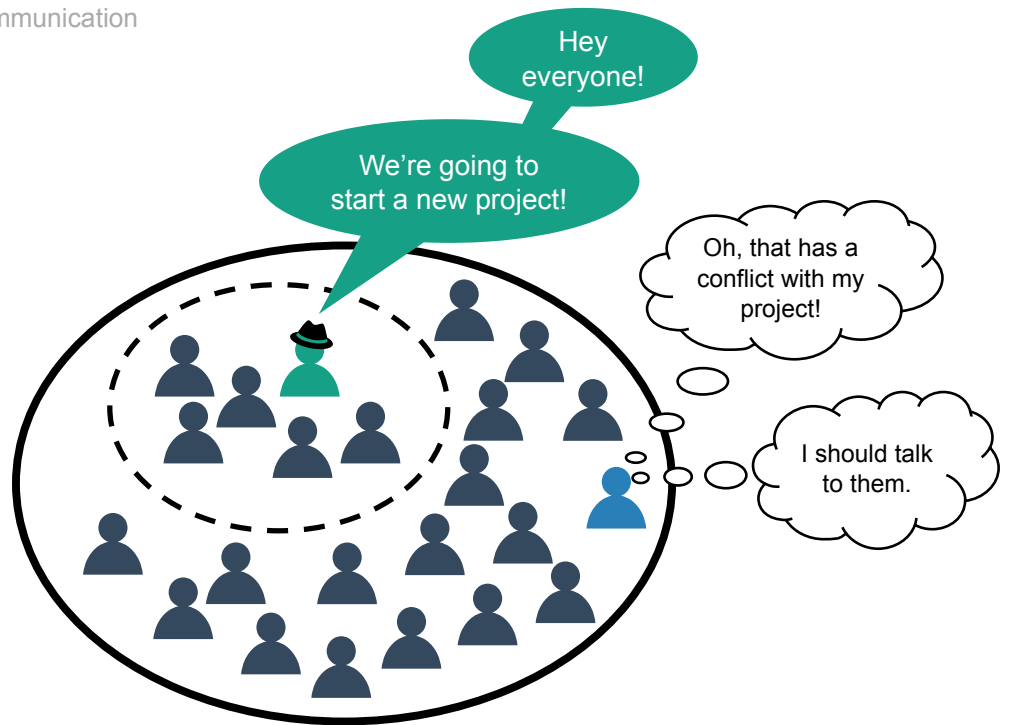 mmunication
Hey
everyone!
We're going to
start a new project!
Oh, that has a
conflict with my
project!
I should talk
to them.